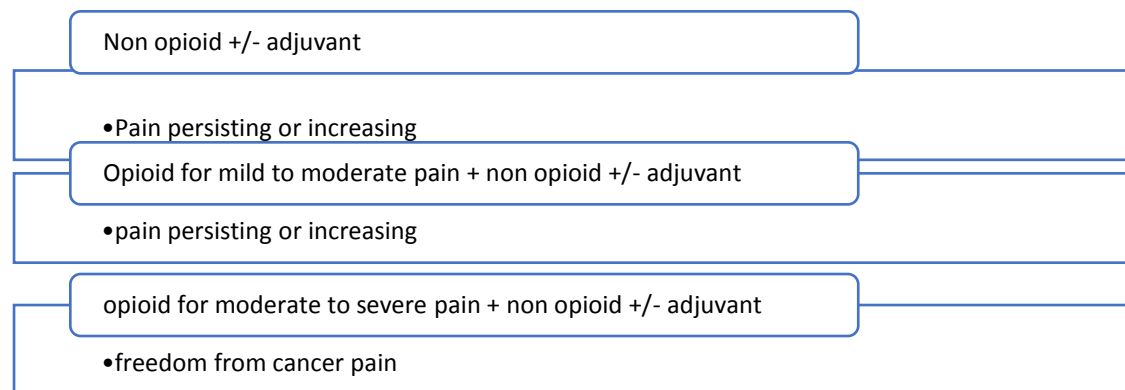 Non opioid +/- adjuvant
•Pain persisting or increasing
Opioid for mild to moderate pain + non opioid +/- adjuvant
•pain persisting or increasing
opioid for moderate to severe pain + non opioid +/- adjuvant
•freedom from cancer pain